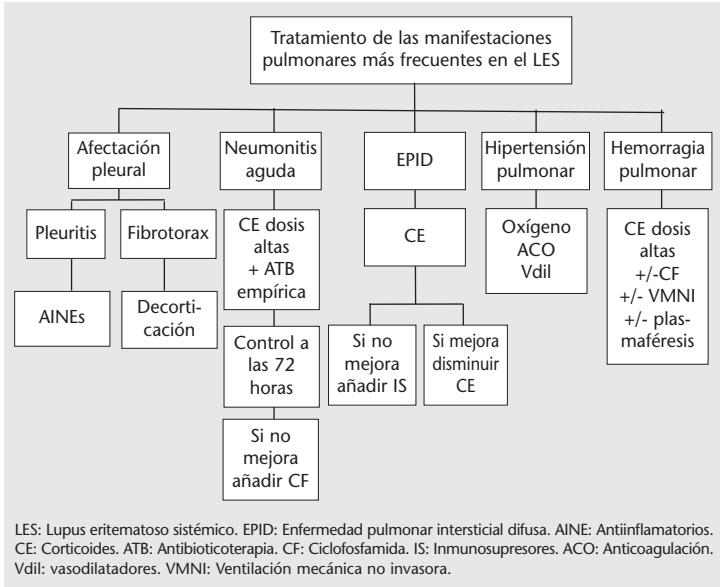 Tratamiento de las manifestaciones
pulmonares más frecuentes en el LES
Afectación
pleural
Pleuritis
AINEs
Fibrotorax
Decorti-
cación
Neumonitis
aguda
CE dosis
altas
+ ATB
empírica
Control a
las 72
horas
Si no
mejora
añadir CF
EPID
CE
Si no
mejora
añadir IS
Si mejora
disminuir
CE
Hipertensión
pulmonar
Oxígeno
ACO
Vdil
Hemorragia
pulmonar
CE dosis
altas
+/-CF
+/- VMNI
+/- plas-
maféresis
LES: Lupus eritematoso sistémico. EPID: Enfermedad pulmonar intersticial difusa. AINE: Antiinflamatorios.
CE: Corticoides. ATB: Antibioticoterapia. CF: Ciclofosfamida. IS: Inmunosupresores. ACO: Anticoagulación.
Vdil: vasodilatadores. VMNI: Ventilación mecánica no invasora.